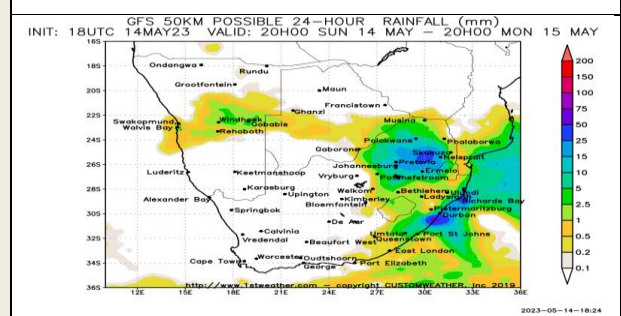 GFS 50KM POSSIBLE 24-HOUR RAINFALL (mm)
INIT: 18UTC 14MAY23 VALID: 20H00 SUN 14 MAY - 20H00 MON 15 MAY
16S
18S
20S
22S
24S
26S
28S
30S
32S
34S
36S
Ondangwa
Rundu
Grootfontein
Maun
Francistown
Ghanzi
Swakopmund
Windhoek
Gobabis
Walvis Bay
Rehoboth
Musina
Polokwane
Phalaborwa
Gaborone
Skukuza
Nelspruit
Pretoria
Johannesburg
Ermelo
Luderitz
Keetmanshoop
Vryburg
Potchefstroom
Karasburg
Upington
Welkom
Bethlehem
Ulundi
Alexander Bay
Kimberley
Ladysmith
Richards Bay
Bloemfontein
Springbok
Pietermaritzburg
Durban
De Aar
Calvinia
Umtata
Port St Johns
Vredendal
Beaufort West
Queenstown
East London
Cape Town
Worcester
Oudtshoorn
George
Port Elizabeth
http://www.1stweather.com - copyright CUSTOMWEATHER, Inc 2019
12E 15E 18E 21E 24E 27E 30E 33E 36E
200
150
100
75
50
25
15
10
5
2.5
1
0.5
0.2
0.1
2023-05-14-18:24